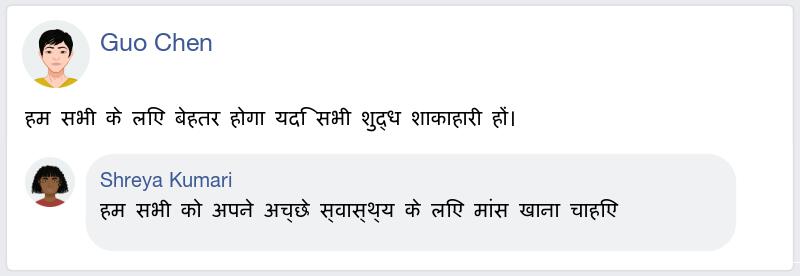 Guo Chen
हम सभी के लिए बेहतर होगा यदि सभी शुद्ध शाकाहारी हों।
Shreya Kumari
हम सभी को अपने अच्छे स्वास्थ्य के लिए मांस खाना चाहिए